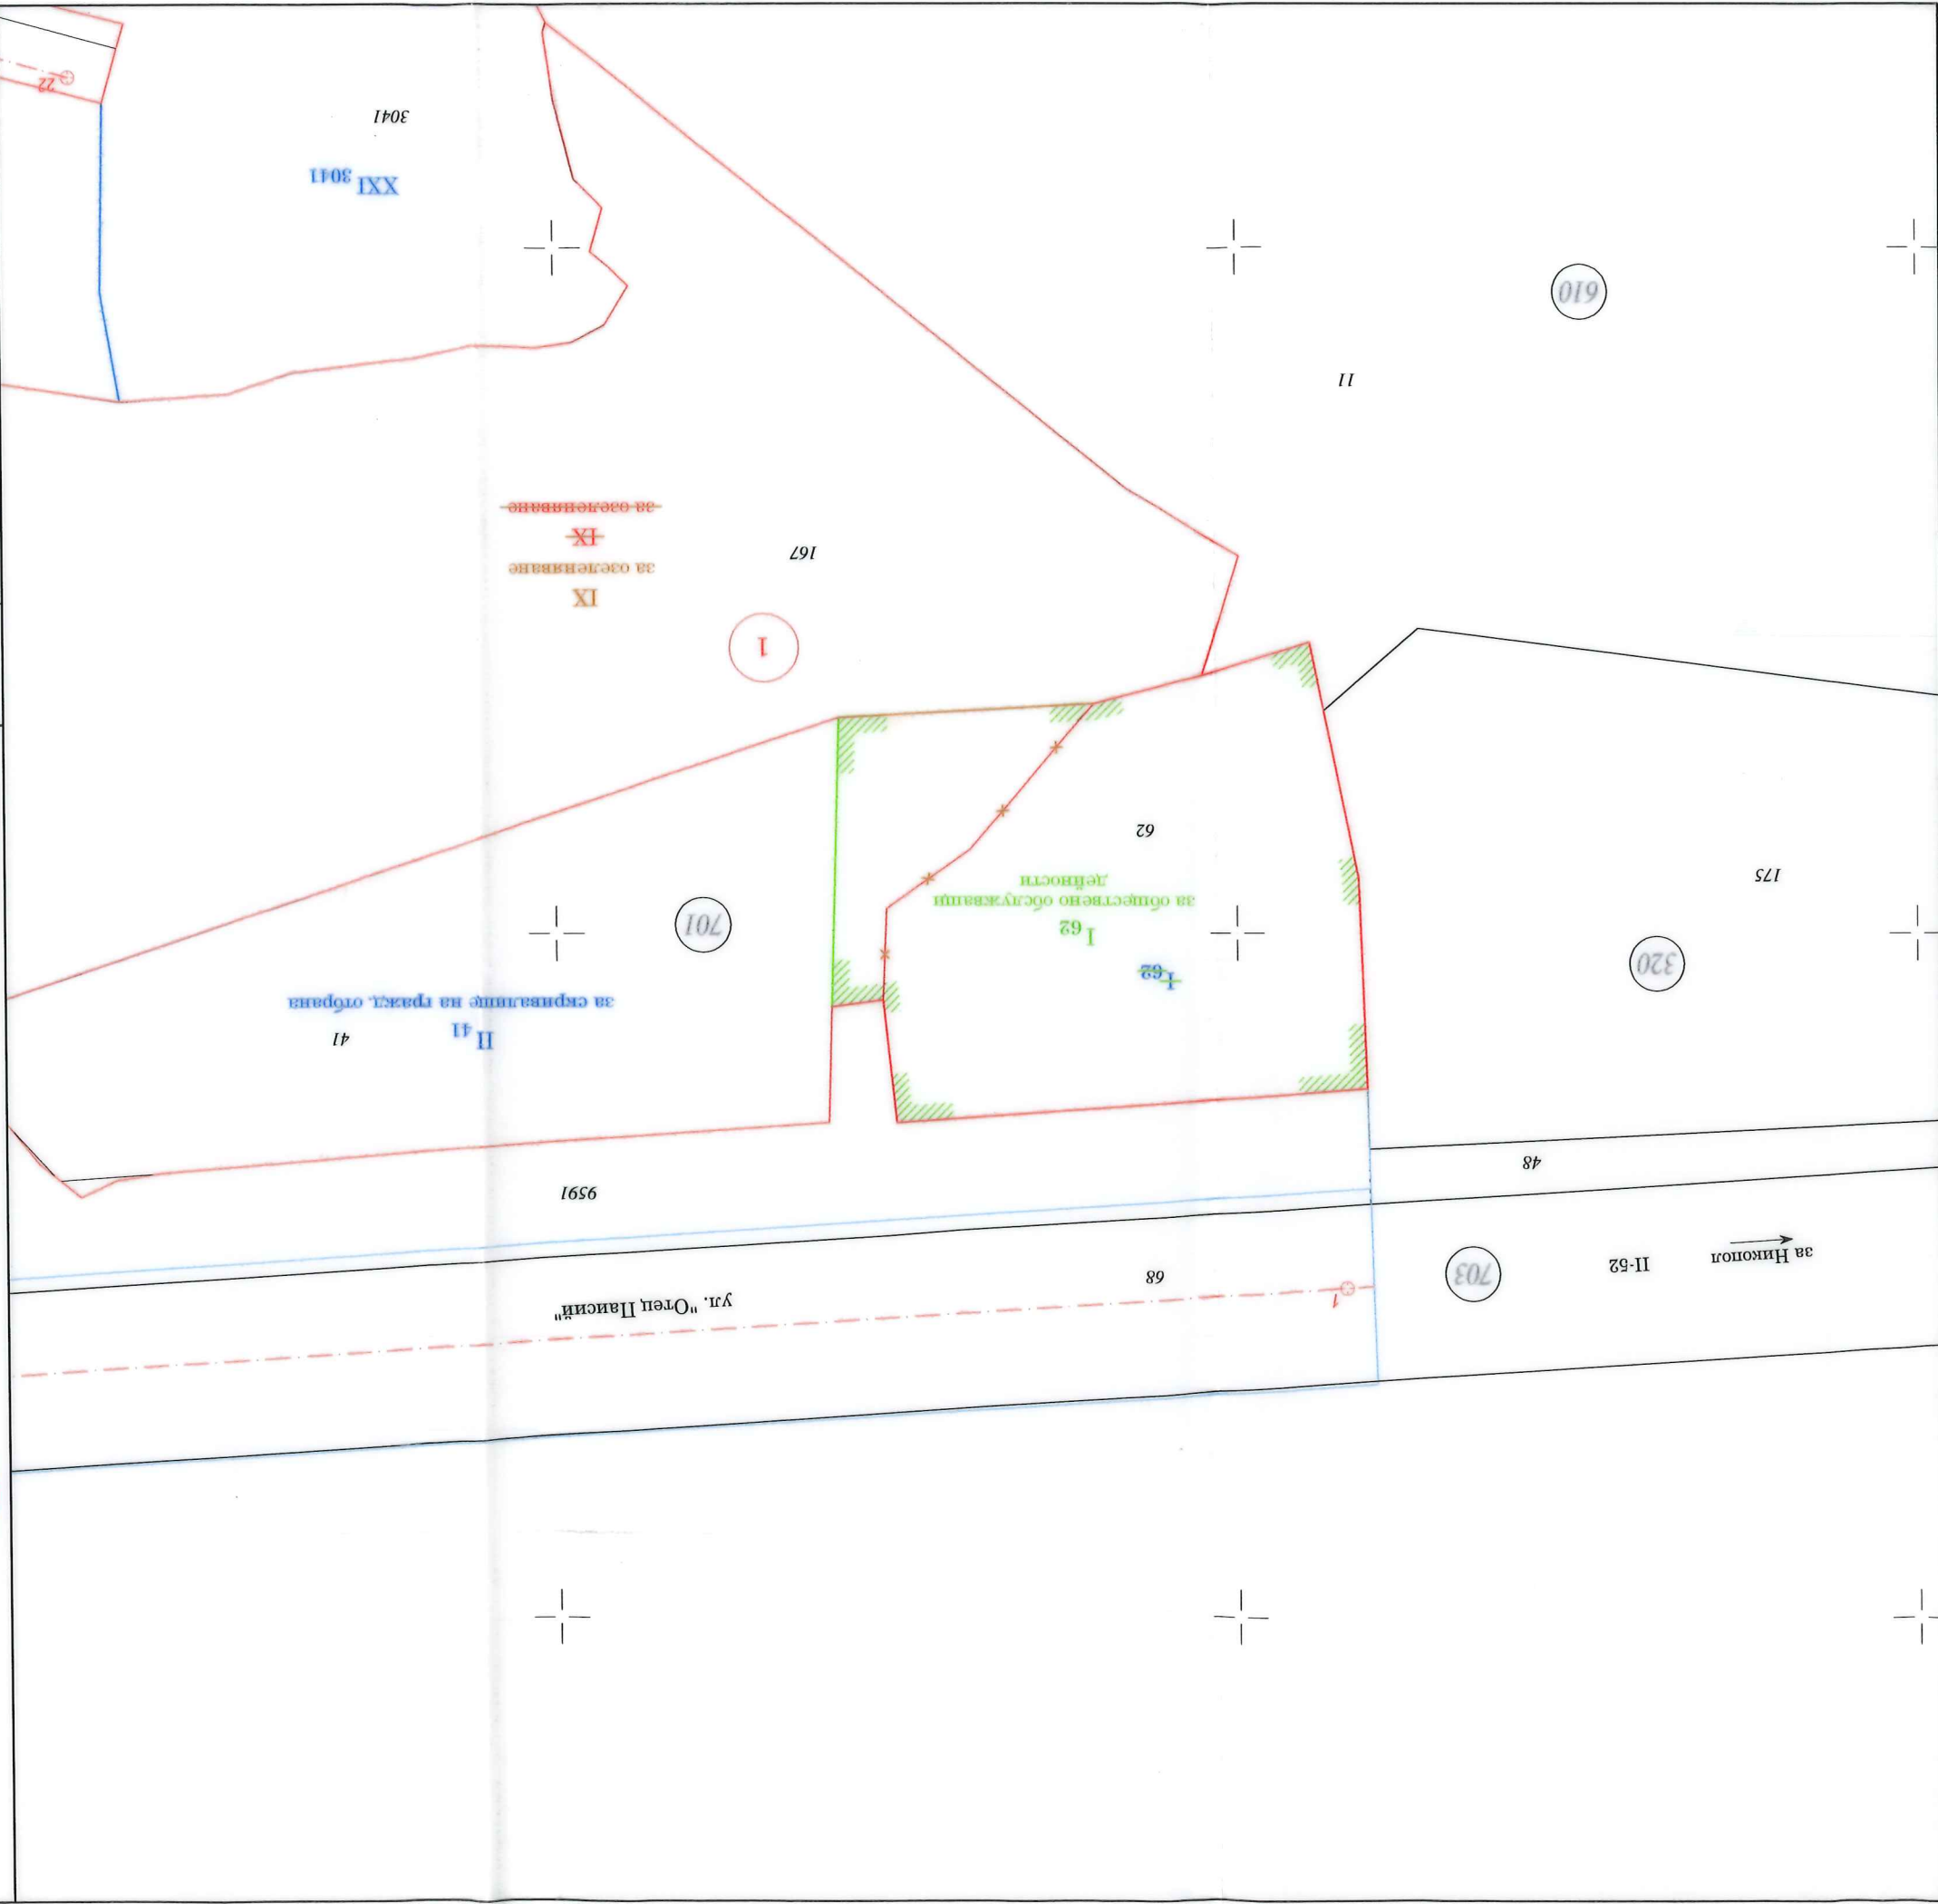 за Никопол
II-52
703
1
68
ул. "Отец Паисий"
48
9591
320
175
I 62
I 62
за обществено обслужващи
дейности
62
II 41
за скривалище на гражд. отбрана
41
701
1
IX
за озеленяване
IX
за озеленяване
167
11
610
XXI 3041
3041
22